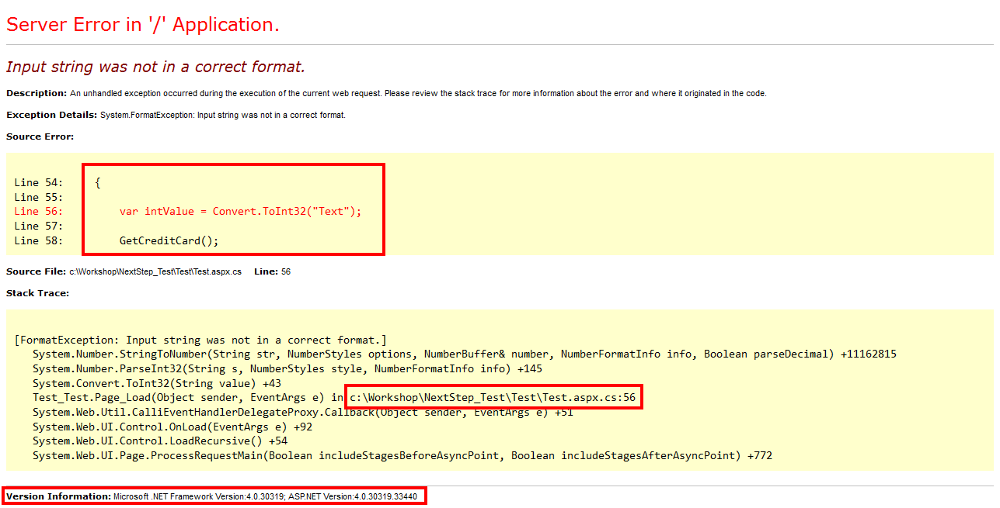 Server Error in '/' Application.
Input string was not in a correct format.
Description: An unhandled exception occurred during the execution of the current web request. Please review the stack trace for more information about the error and where it originated in the code.
Exception Details: System.FormatException: Input string was not in a correct format.
Source Error:
Line 54:     {
Line 55:
Line 56:         var intValue = Convert.ToInt32("Text");
Line 57:
Line 58:         GetCreditCard();
Source File: c:\Workshop\NextStep_Test\Test\Test.aspx.cs    Line: 56
Stack Trace:
[FormatException: Input string was not in a correct format.]
   System.Number.StringToNumber(String str, NumberStyles options, NumberBuffer& number, NumberFormatInfo info, Boolean parseDecimal) +11162815
   System.Number.ParseInt32(String s, NumberStyles style, NumberFormatInfo info) +145
   System.Convert.ToInt32(String value) +43
   Test_Test.Page_Load(Object sender, EventArgs e) in c:\Workshop\NextStep_Test\Test\Test.aspx.cs:56
   System.Web.Util.CalliEventHandlerDelegateProxy.Callback(Object sender, EventArgs e) +51
   System.Web.UI.Control.OnLoad(EventArgs e) +92
   System.Web.UI.Control.LoadRecursive() +54
   System.Web.UI.Page.ProcessRequestMain(Boolean includeStagesBeforeAsyncPoint, Boolean includeStagesAfterAsyncPoint) +772
Version Information: Microsoft .NET Framework Version:4.0.30319; ASP.NET Version:4.0.30319.33440